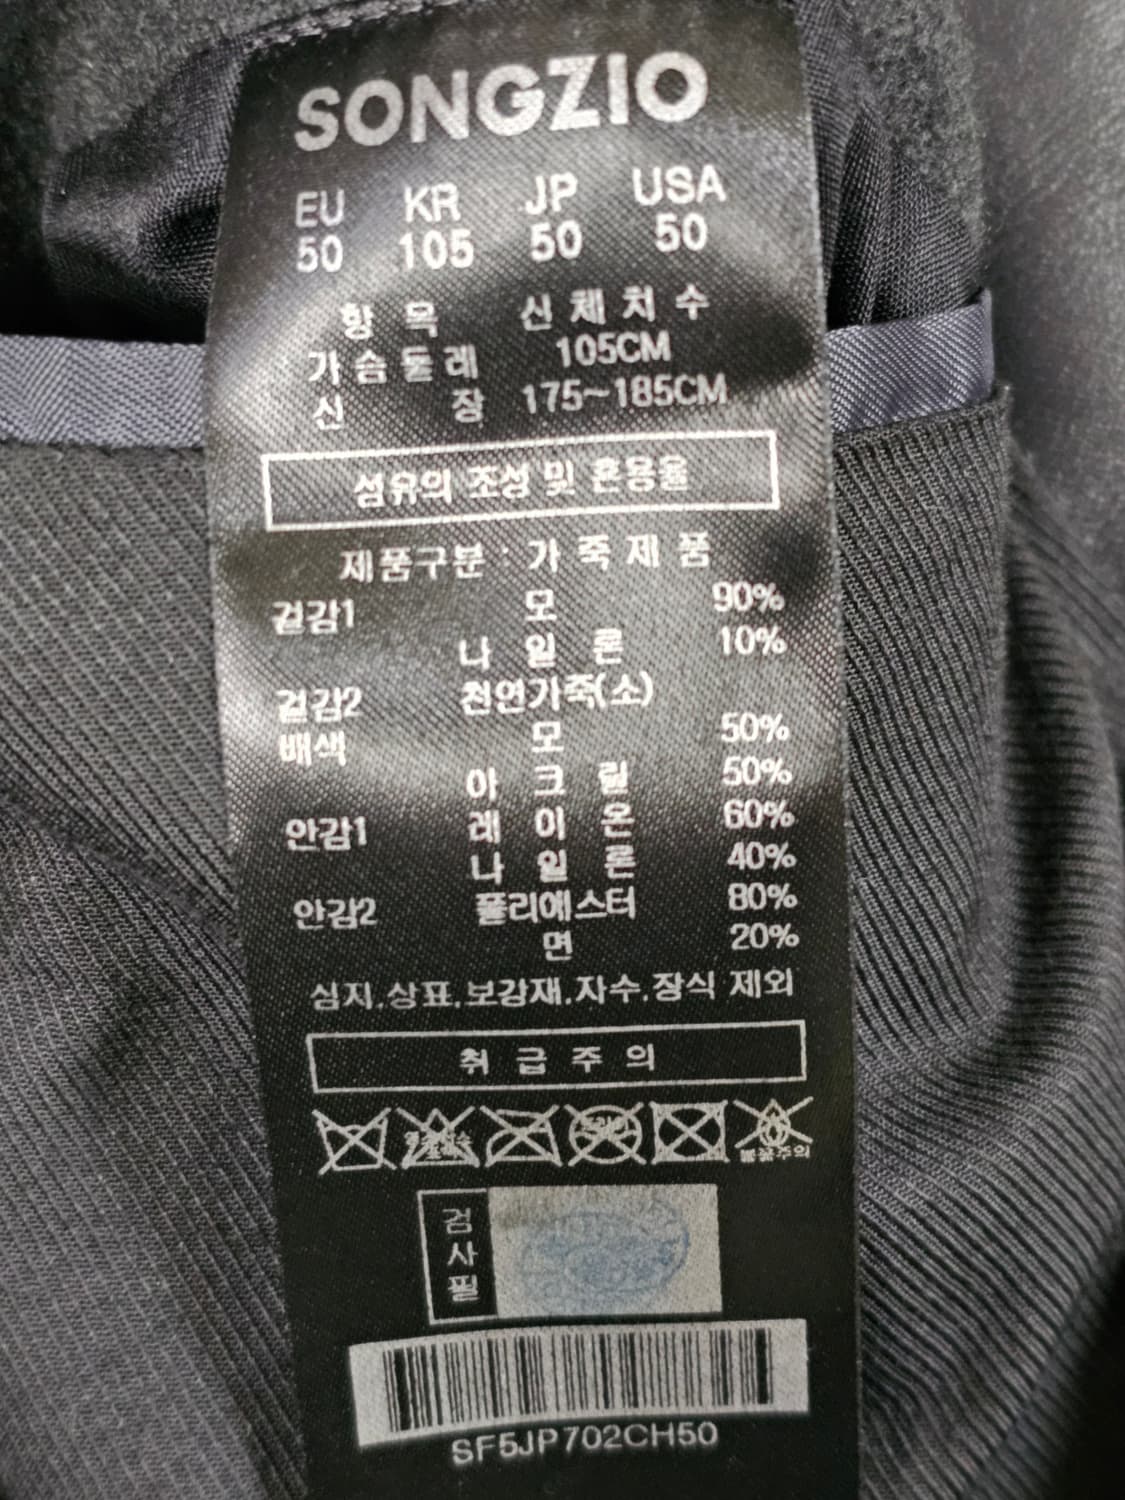 SONGZIO
EU KR JP USA
50 105 50 50
항 목 신 체 치 수
가 슴 둘 레 105CM
신 장 175~185CM
섬유의 조성 및 혼용율
제품구분 : 가 죽 제 품
겉감1 모 90%
나 일 론 10%
겉감2 천연가죽(소)
배색 모 50%
아 크 릴 50%
안감1 레 이 온 60%
나 일 론 40%
안감2 폴리에스터 80%
면 20%
심지.상표.보강재.자수.장식 제외
취 급 주 의
불꽃주의
검사필
SF5JP702CH50